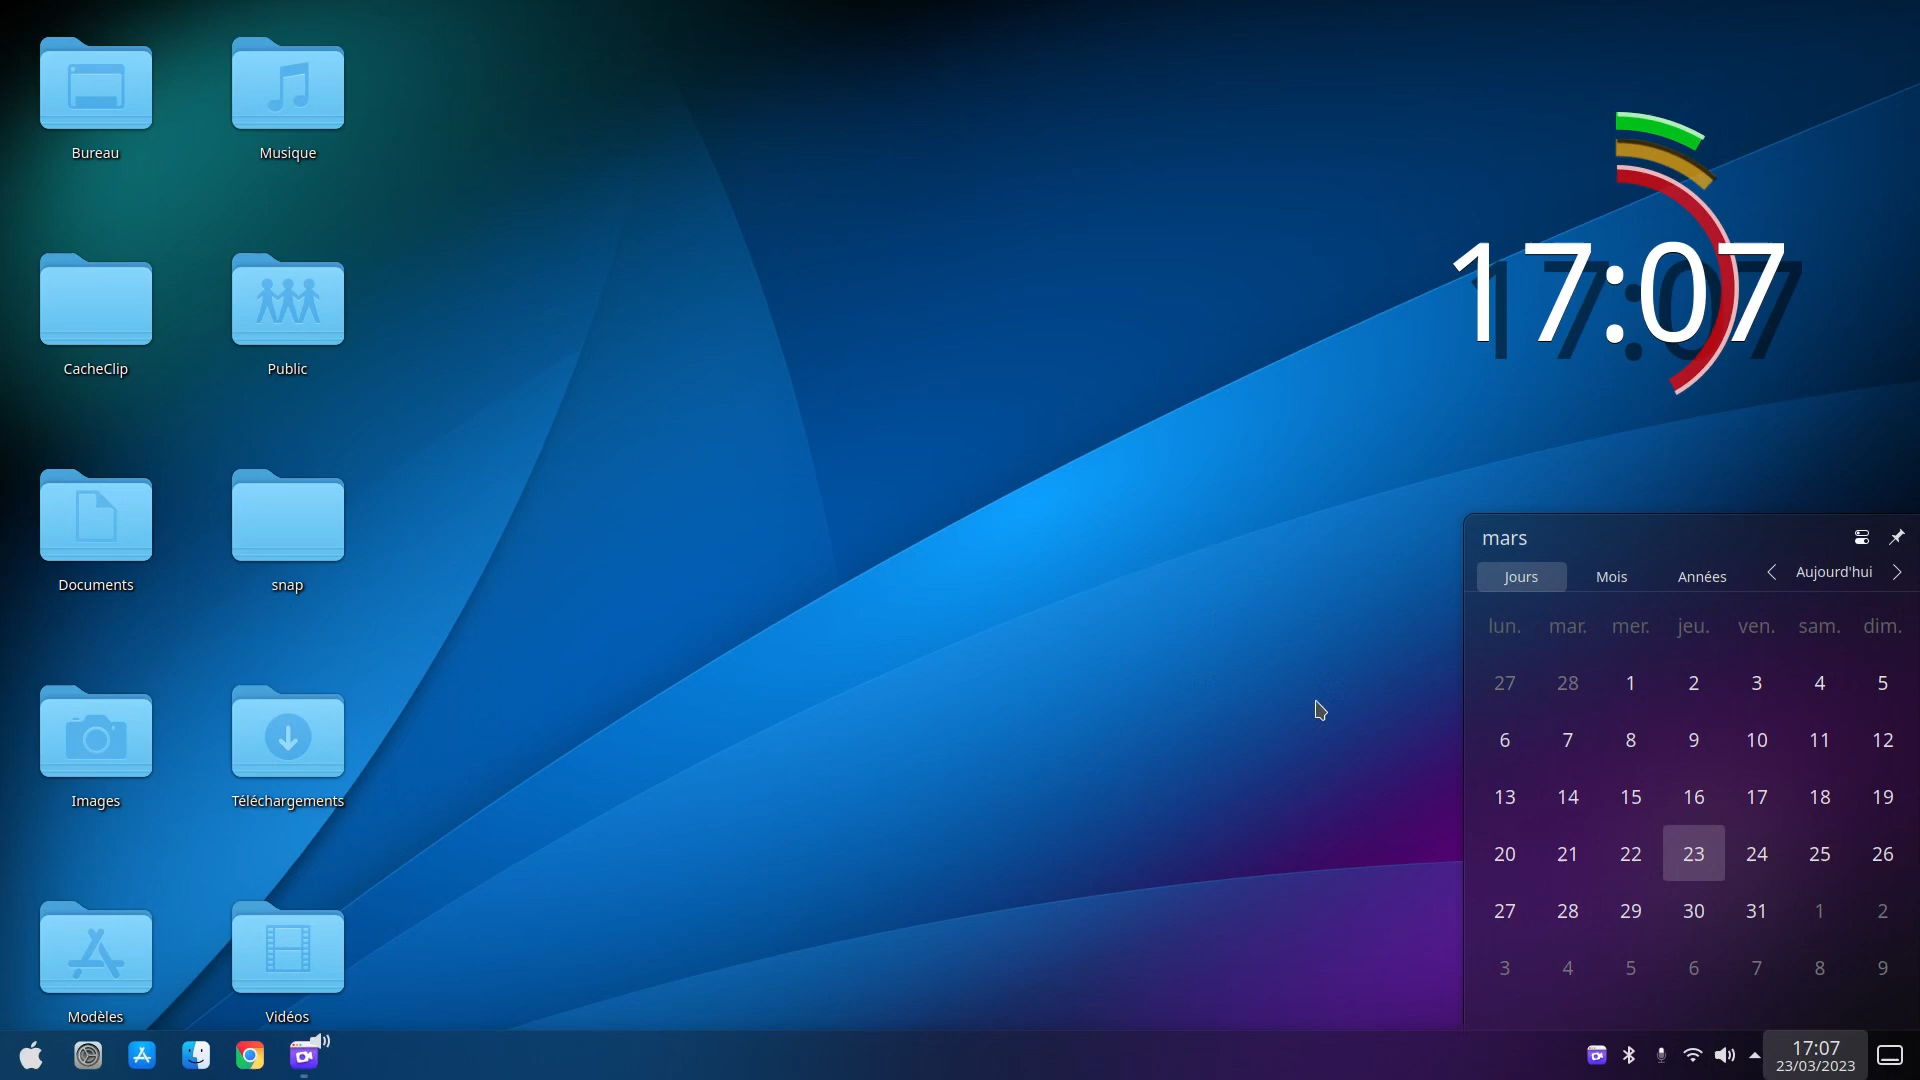 Bureau
Musique
CacheClip
Public
Documents
snap
Images
Téléchargements
Modèles
Vidéos
17:07
mars
Jours Mois Années Aujourd'hui
lun. mar. mer. jeu. ven. sam. dim.
27 28 1 2 3 4 5
6 7 8 9 10 11 12
13 14 15 16 17 18 19
20 21 22 23 24 25 26
27 28 29 30 31 1 2
3 4 5 6 7 8 9
17:07
23/03/2023